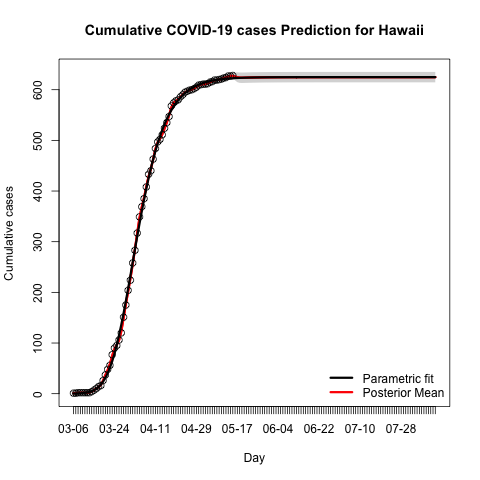 Cumulative COVID-19 cases Prediction for Hawaii
Cumulative cases
600
500
400
300
200
100
0
Parametric fit
Posterior Mean
03-06 03-24 04-11 04-29 05-17 06-04 06-22 07-10 07-28
Day